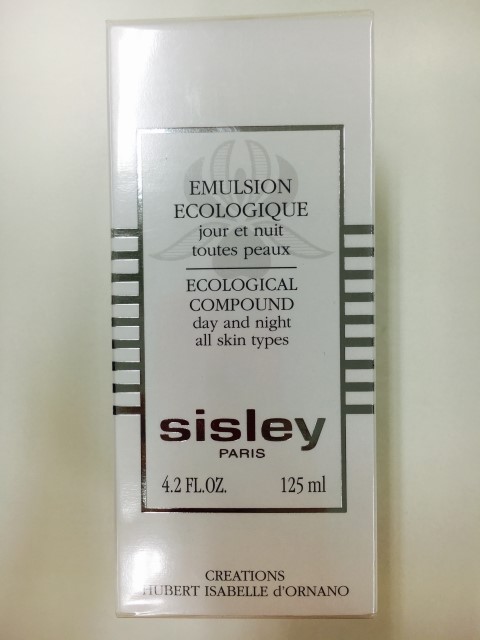 EMULSION
ECOLOGIQUE
jour et nuit
toutes peaux
ECOLOGICAL
COMPOUND
day and night
all skin types
sisley
PARIS
4.2 FL.OZ. 125 ml
CREATIONS
HUBERT ISABELLE d'ORNANO